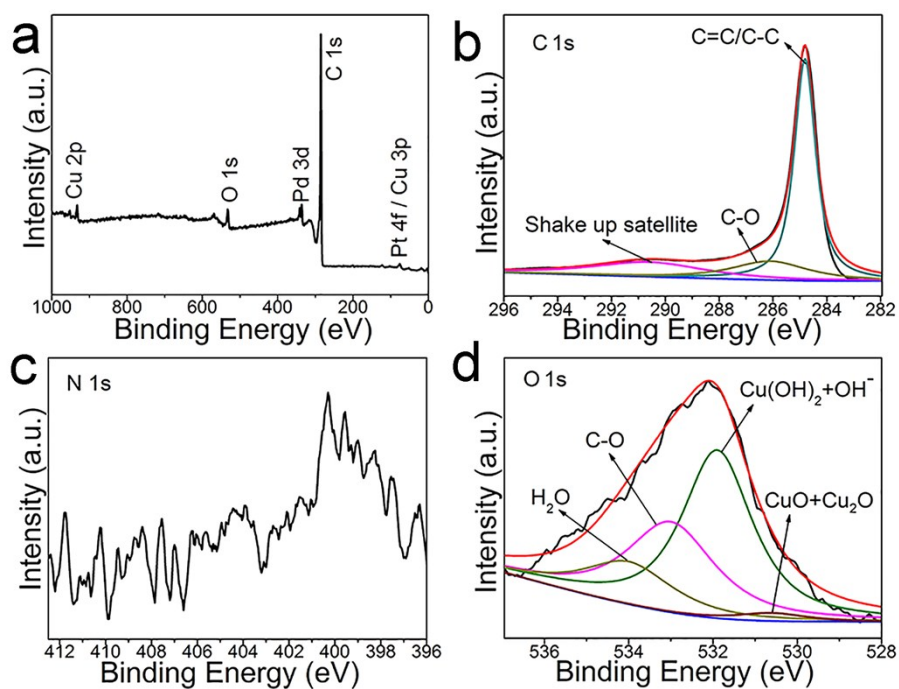 a
Intensity (a.u.)
Cu 2p
O 1s
Pd 3d
C 1s
Pt 4f / Cu 3p
1000 800 600 400 200 0
Binding Energy (eV)
b
C 1s
C=C/C-C
Intensity (a.u.)
Shake up satellite
C-O
296 294 292 290 288 286 284 282
Binding Energy (eV)
c
N 1s
Intensity (a.u.)
412 410 408 406 404 402 400 398 396
Binding Energy (eV)
d
O 1s
Intensity (a.u.)
Cu(OH)₂+OH⁻
C-O
H₂O
CuO+Cu₂O
536 534 532 530 528
Binding Energy (eV)